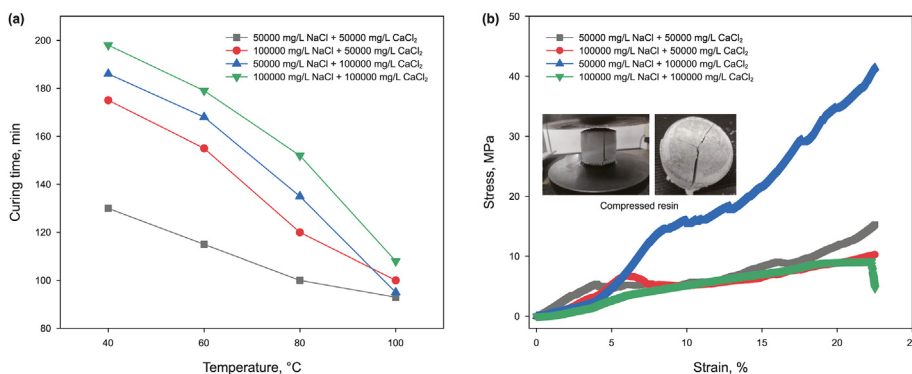 (a)
200
180
160
140
120
100
80
40
60
80
100
Curing time, min
Temperature, °C
50000 mg/L NaCl + 50000 mg/L CaCl₂
100000 mg/L NaCl + 50000 mg/L CaCl₂
50000 mg/L NaCl + 100000 mg/L CaCl₂
100000 mg/L NaCl + 100000 mg/L CaCl₂
(b)
50
40
30
20
10
0
0
5
10
15
20
2
Stress, MPa
Strain, %
50000 mg/L NaCl + 50000 mg/L CaCl₂
100000 mg/L NaCl + 50000 mg/L CaCl₂
50000 mg/L NaCl + 100000 mg/L CaCl₂
100000 mg/L NaCl + 100000 mg/L CaCl₂
Compressed resin